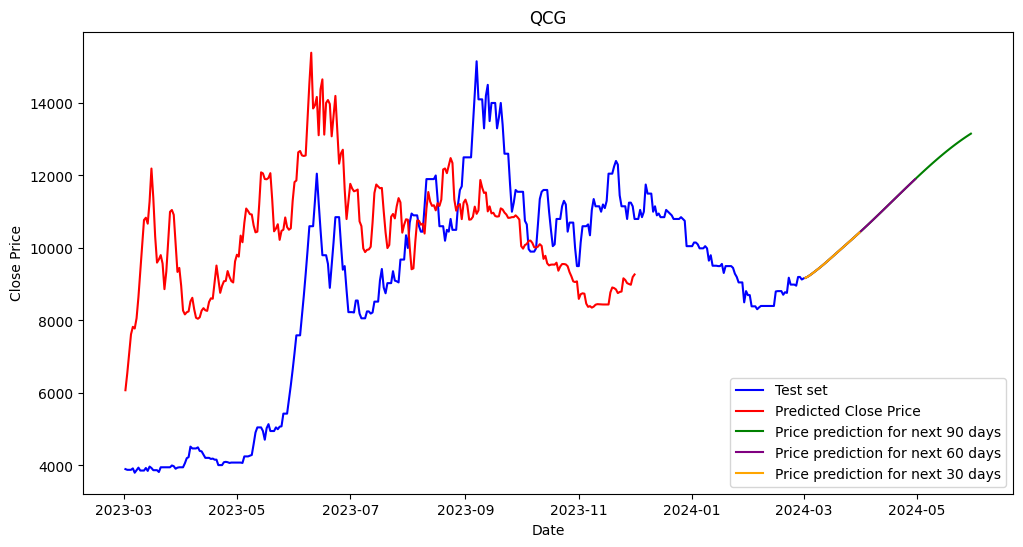 QCG
Close Price
14000
12000
10000
8000
6000
4000
Test set
Predicted Close Price
Price prediction for next 90 days
Price prediction for next 60 days
Price prediction for next 30 days
2023-03 2023-05 2023-07 2023-09 2023-11 2024-01 2024-03 2024-05
Date